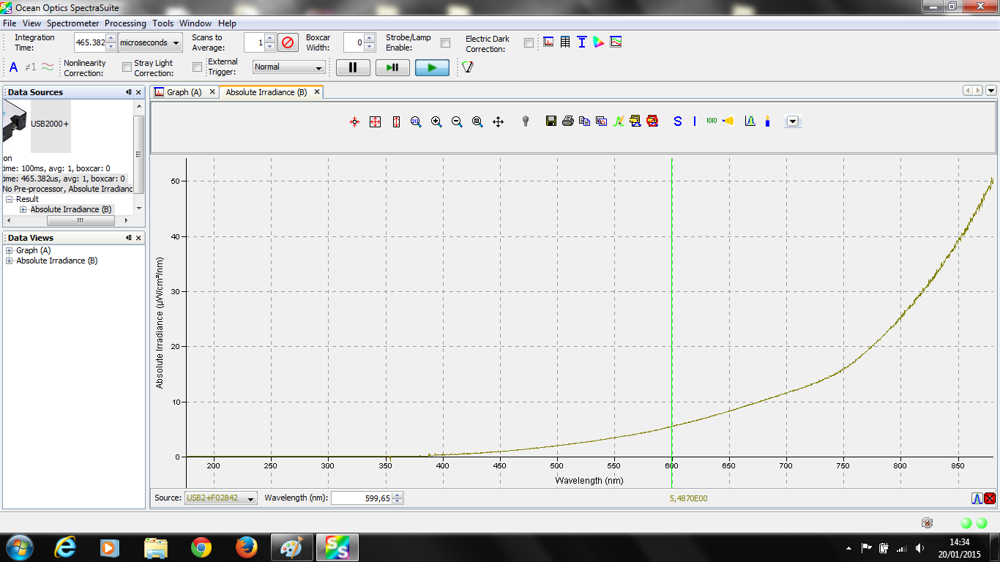 Ocean Optics SpectraSuite
File View Spectrometer Processing Tools Window Help
Integration Time: 465.382 microseconds Scans to Average: 1 Boxcar Width: 0 Strobe/Lamp Enable: Electric Dark Correction:
A ≠1 Nonlinearity Correction: Stray Light Correction: External Trigger: Normal
Data Sources
USB2000+
on
time: 100ms, avg: 1, boxcar: 0
time: 465.382us, avg: 1, boxcar: 0
No Pre-processor, Absolute Irradianc
Result
Absolute Irradiance (B)
Data Views
Graph (A)
Absolute Irradiance (B)
Graph (A) Absolute Irradiance (B)
S I 1010
Absolute Irradiance (µW/cm²/nm)
50
40
30
20
10
0
200 250 300 350 400 450 500 550 600 650 700 750 800 850
Wavelength (nm)
Source: USB2+F02842 Wavelength (nm): 599,65 5,4870E00
14:34
20/01/2015